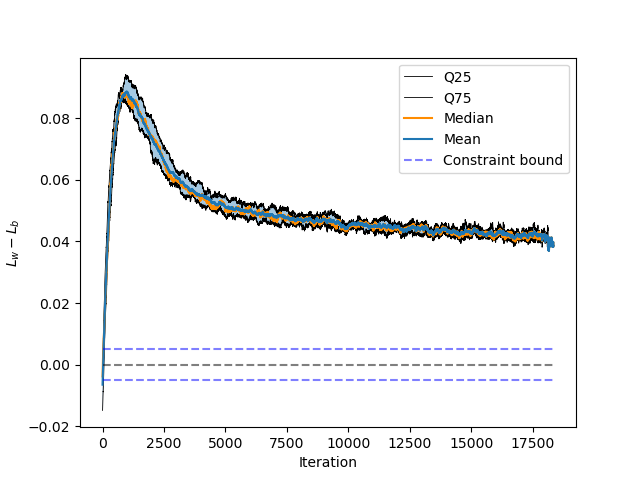 Q25
Q75
Median
Mean
Constraint bound
0.08
0.06
0.04
0.02
0.00
−0.02
L_w − L_b
0 2500 5000 7500 10000 12500 15000 17500
Iteration